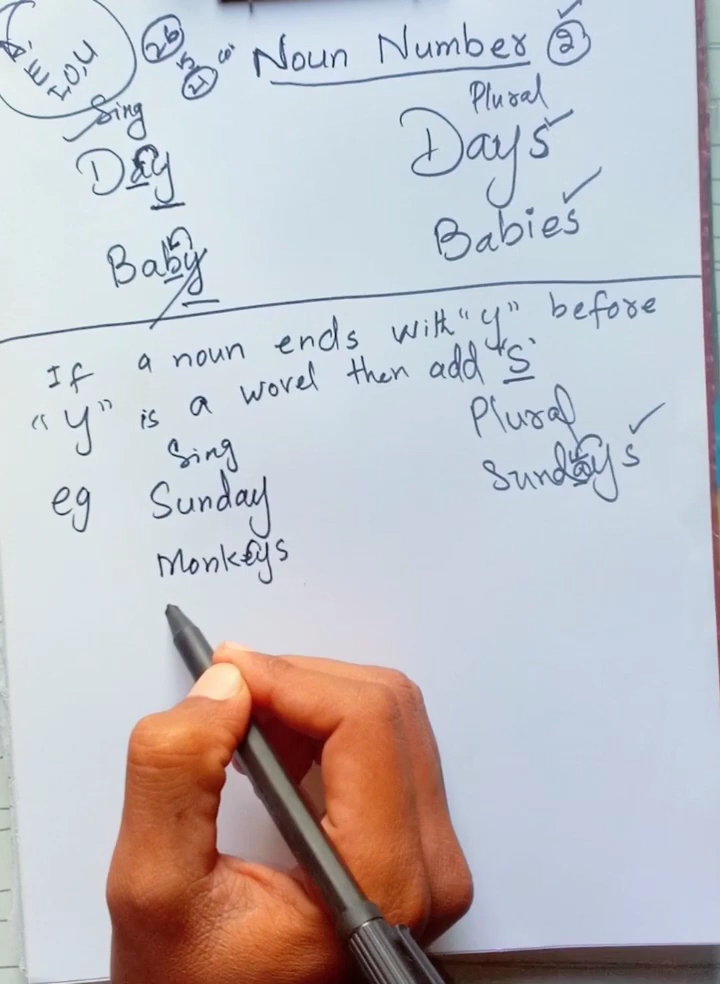 Noun Number 2
I, O, U
26
5
21
Sing Plural
Day Days
Baby Babies
If a noun ends with "y" before
"y" is a wovel then add "S"
Sing Plural
eg Sunday Sundays
Monkeys